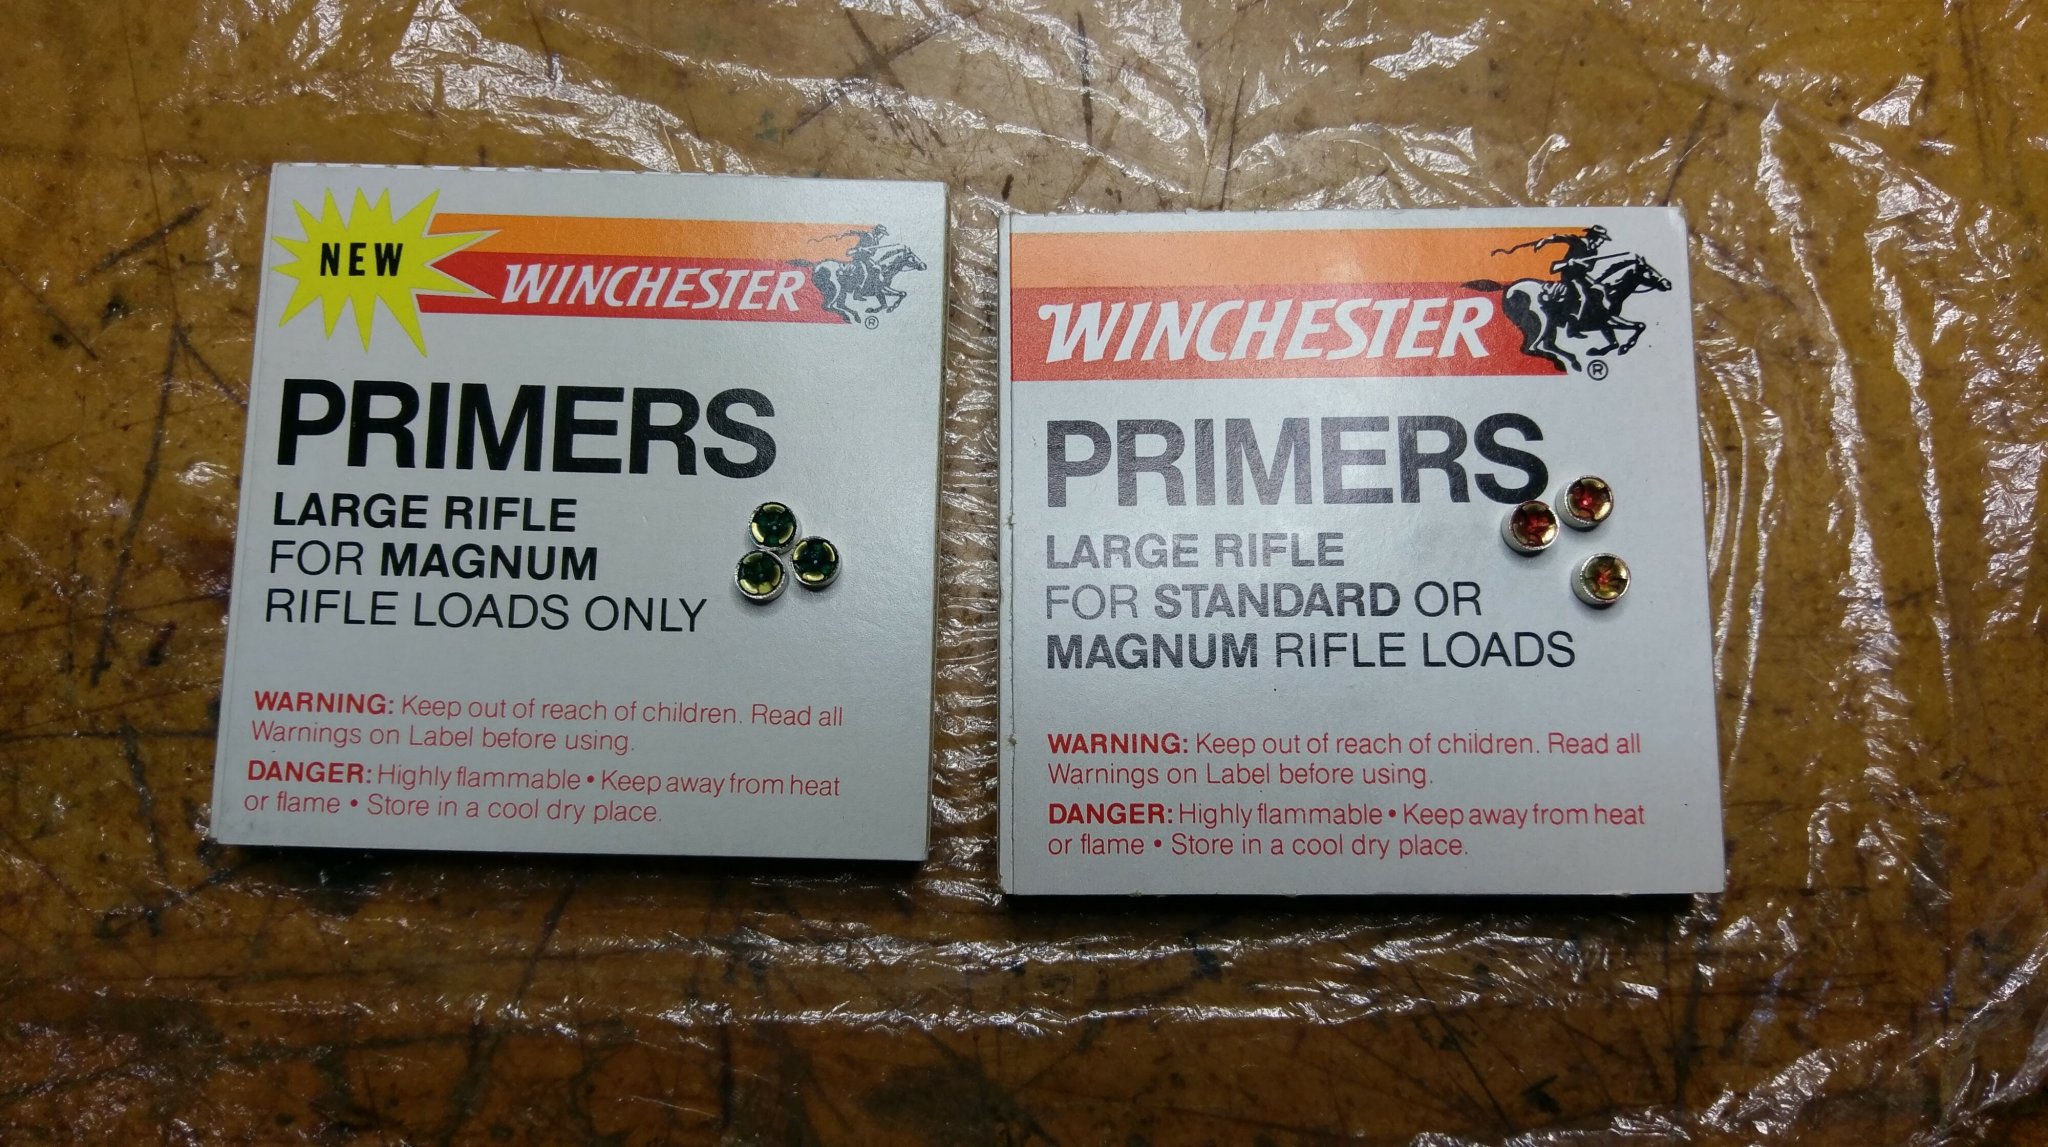 NEW
WINCHESTER
®
PRIMERS
LARGE RIFLE
FOR MAGNUM
RIFLE LOADS ONLY
WARNING: Keep out of reach of children. Read all
Warnings on Label before using.
DANGER: Highly flammable • Keep away from heat
or flame • Store in a cool dry place.
WINCHESTER
®
PRIMERS
LARGE RIFLE
FOR STANDARD OR
MAGNUM RIFLE LOADS
WARNING: Keep out of reach of children. Read all
Warnings on Label before using.
DANGER: Highly flammable • Keep away from heat
or flame • Store in a cool dry place.